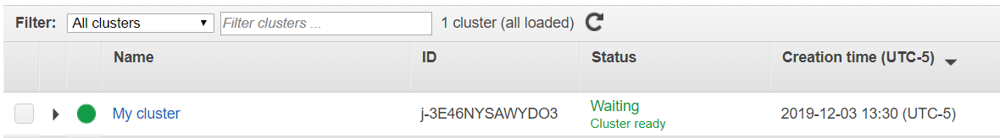 Filter: All clusters Filter clusters ... 1 cluster (all loaded)
Name ID Status Creation time (UTC-5)
My cluster j-3E46NYSAWYDO3 Waiting 2019-12-03 13:30 (UTC-5)
Cluster ready